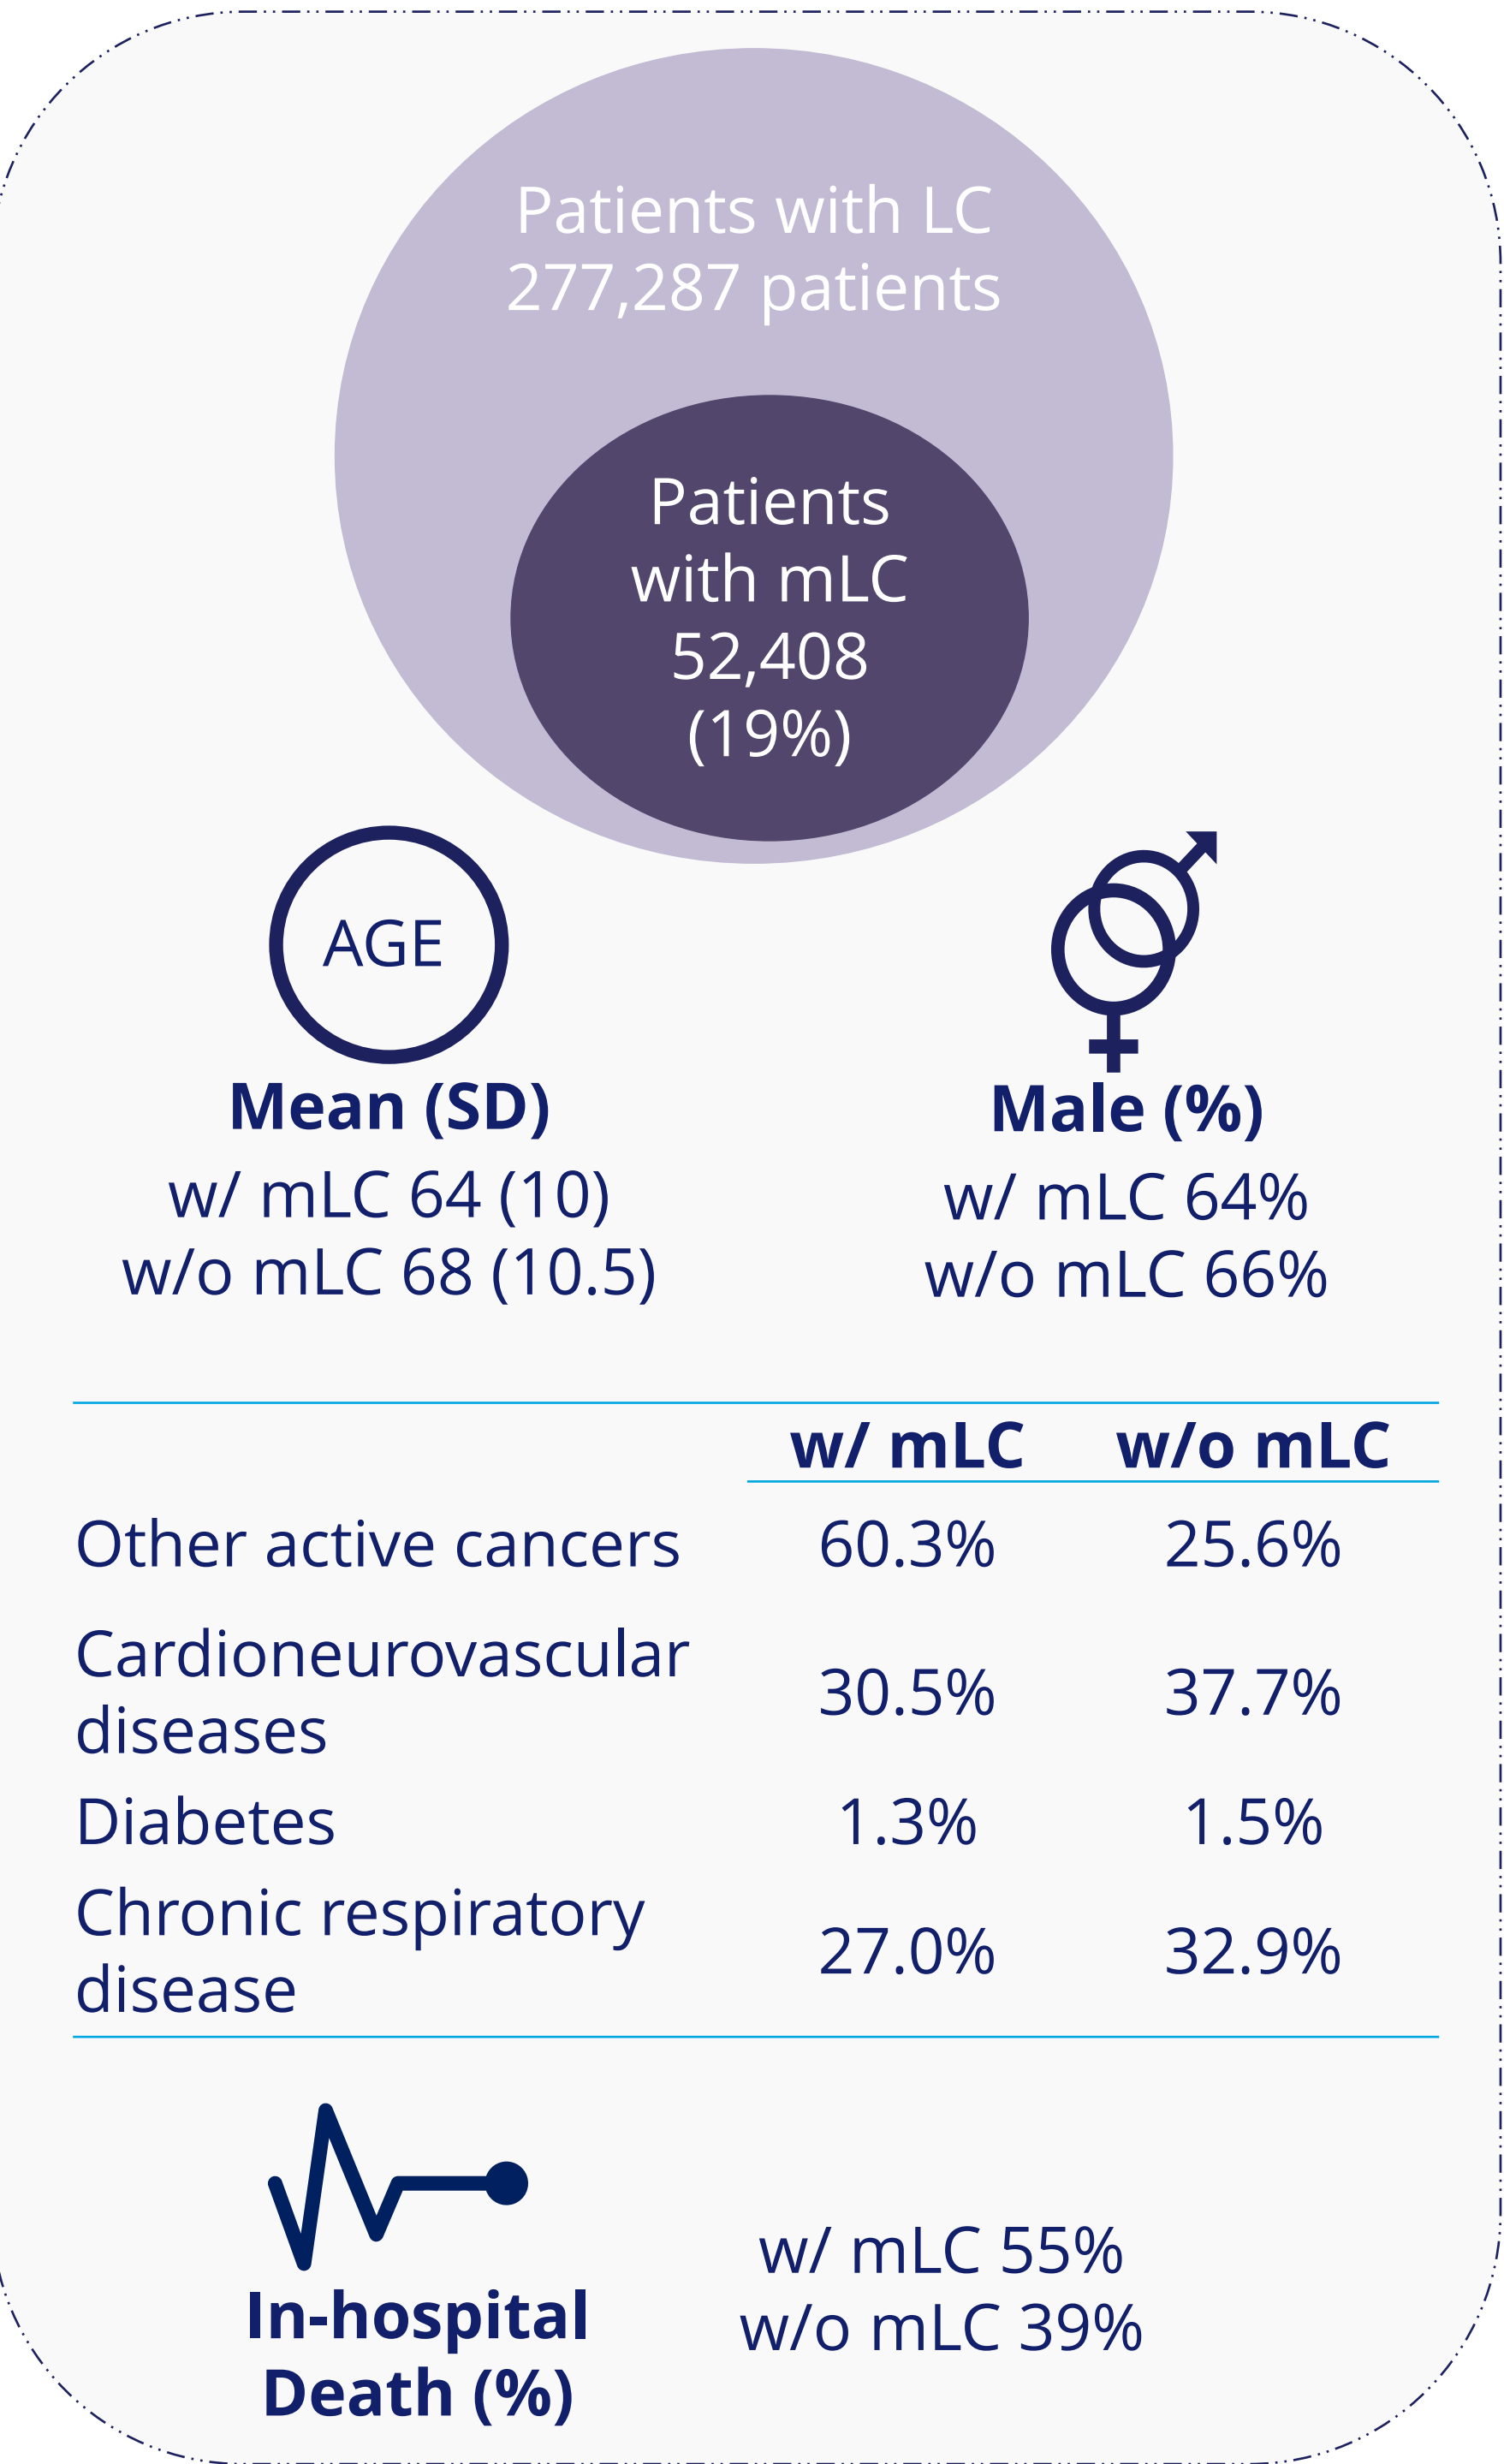 Patients with LC
277,287 patients
Patients
with mLC
52,408
(19%)
AGE
Mean (SD)
w/ mLC 64 (10)
w/o mLC 68 (10.5)
Male (%)
w/ mLC 64%
w/o mLC 66%
w/ mLC w/o mLC
Other active cancers 60.3% 25.6%
Cardioneurovascular
diseases 30.5% 37.7%
Diabetes 1.3% 1.5%
Chronic respiratory
disease 27.0% 32.9%
In-hospital
Death (%)
w/ mLC 55%
w/o mLC 39%